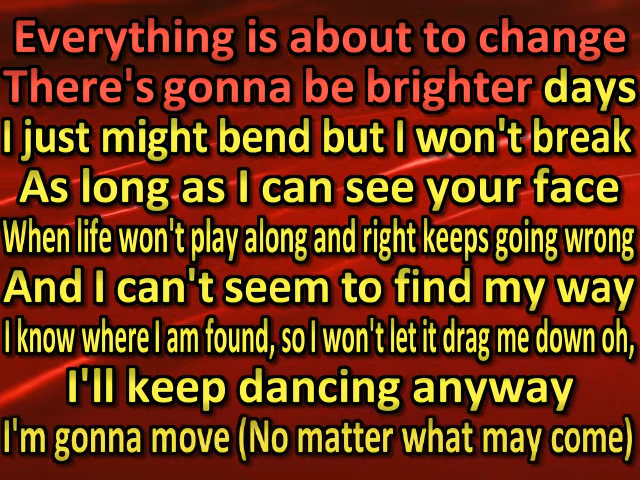 Everything is about to change
There's gonna be brighter days
I just might bend but I won't break
As long as I can see your face
When life won't play along and right keeps going wrong
And I can't seem to find my way
I know where I am found, so I won't let it drag me down oh,
I'll keep dancing anyway
I'm gonna move (No matter what may come)